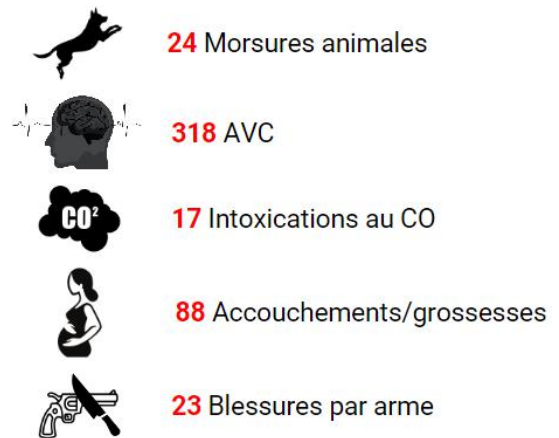 24 Morsures animales
318 AVC
CO²
17 Intoxications au CO
88 Accouchements/grossesses
23 Blessures par arme